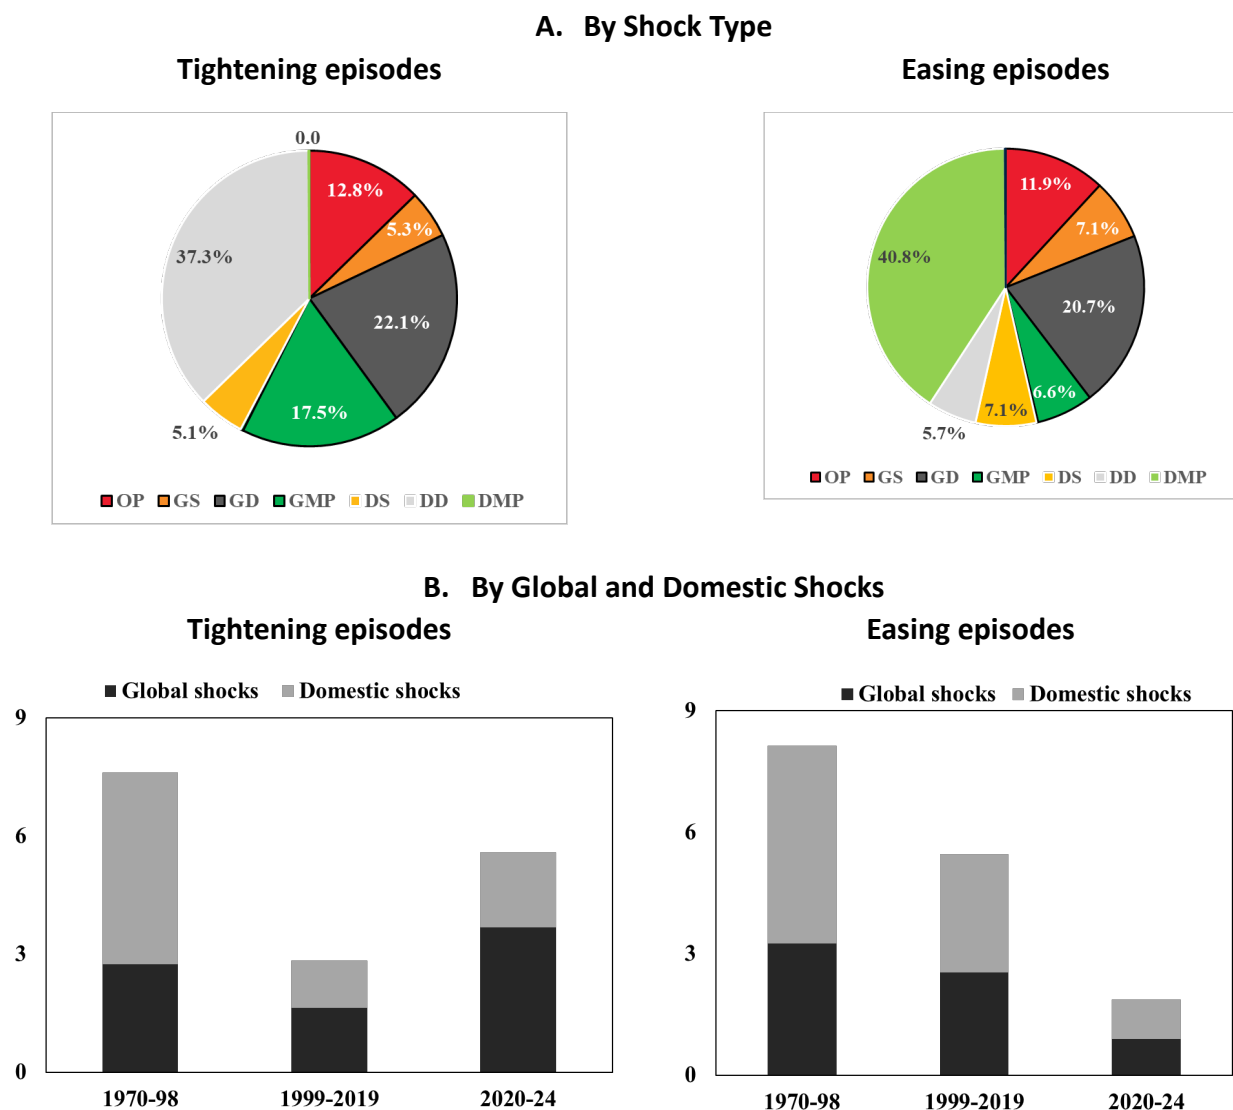 A. By Shock Type
Tightening episodes
0.0
12.8%
5.3%
37.3%
22.1%
17.5%
5.1%
OP GS GD GMP DS DD DMP
Easing episodes
11.9%
7.1%
40.8%
20.7%
6.6%
7.1%
5.7%
OP GS GD GMP DS DD DMP
B. By Global and Domestic Shocks
Tightening episodes
Global shocks Domestic shocks
9
6
3
0
1970-98 1999-2019 2020-24
Easing episodes
Global shocks Domestic shocks
9
6
3
0
1970-98 1999-2019 2020-24